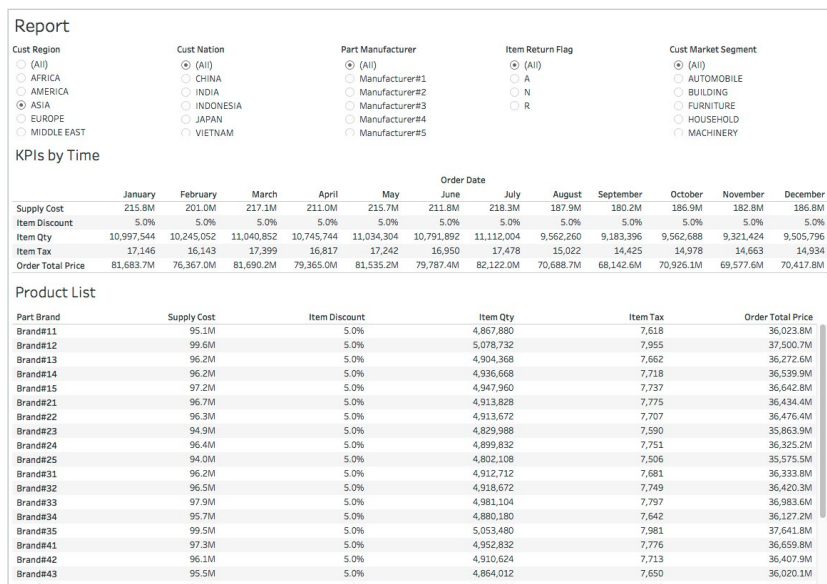 Report
Cust Region Cust Nation Part Manufacturer Item Return Flag Cust Market Segment
(All) (All) (All) (All) (All)
AFRICA CHINA Manufacturer#1 A AUTOMOBILE
AMERICA INDIA Manufacturer#2 N BUILDING
ASIA INDONESIA Manufacturer#3 R FURNITURE
EUROPE JAPAN Manufacturer#4 HOUSEHOLD
MIDDLE EAST VIETNAM Manufacturer#5 MACHINERY
KPIs by Time
Order Date
January February March April May June July August September October November December
Supply Cost 215.8M 201.0M 217.1M 211.0M 215.7M 211.8M 218.3M 187.9M 180.2M 186.9M 182.8M 186.8M
Item Discount 5.0% 5.0% 5.0% 5.0% 5.0% 5.0% 5.0% 5.0% 5.0% 5.0% 5.0% 5.0%
Item Qty 10,997,544 10,245,052 11,040,852 10,745,744 11,034,304 10,791,892 11,112,004 9,562,260 9,183,396 9,562,688 9,321,424 9,505,796
Item Tax 17,146 16,143 17,399 16,817 17,242 16,950 17,478 15,022 14,425 14,978 14,663 14,934
Order Total Price 81,683.7M 76,367.0M 81,690.2M 79,365.0M 81,535.2M 79,787.4M 82,122.0M 70,688.7M 68,142.6M 70,926.1M 69,577.6M 70,417.8M
Product List
Part Brand Supply Cost Item Discount Item Qty Item Tax Order Total Price
Brand#11 95.1M 5.0% 4,867,880 7,618 36,023.8M
Brand#12 99.6M 5.0% 5,078,732 7,955 37,500.7M
Brand#13 96.2M 5.0% 4,904,368 7,662 36,272.6M
Brand#14 96.2M 5.0% 4,936,668 7,718 36,539.9M
Brand#15 97.2M 5.0% 4,947,960 7,737 36,642.8M
Brand#21 96.7M 5.0% 4,913,828 7,775 36,434.4M
Brand#22 96.3M 5.0% 4,913,672 7,707 36,476.4M
Brand#23 94.9M 5.0% 4,829,988 7,590 35,863.9M
Brand#24 96.4M 5.0% 4,899,832 7,751 36,325.2M
Brand#25 94.0M 5.0% 4,802,108 7,506 35,575.5M
Brand#31 96.2M 5.0% 4,912,712 7,681 36,333.8M
Brand#32 96.5M 5.0% 4,918,672 7,749 36,420.3M
Brand#33 97.9M 5.0% 4,981,104 7,797 36,983.6M
Brand#34 95.7M 5.0% 4,880,180 7,642 36,127.2M
Brand#35 99.5M 5.0% 5,053,480 7,981 37,641.8M
Brand#41 97.3M 5.0% 4,952,832 7,776 36,659.8M
Brand#42 96.1M 5.0% 4,910,624 7,713 36,407.9M
Brand#43 95.5M 5.0% 4,864,012 7,650 36,020.1M